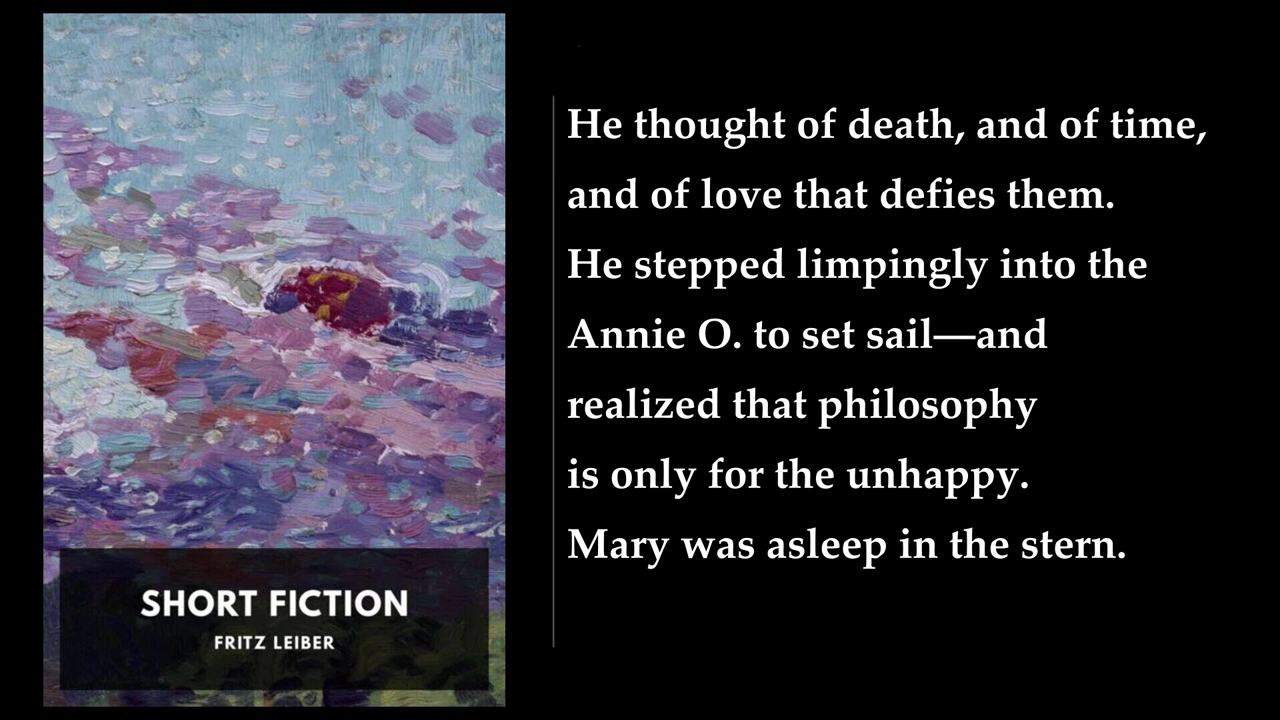 He thought of death, and of time,
and of love that defies them.
He stepped limpingly into the
Annie O. to set sail—and
realized that philosophy
is only for the unhappy.
Mary was asleep in the stern.
SHORT FICTION
FRITZ LEIBER